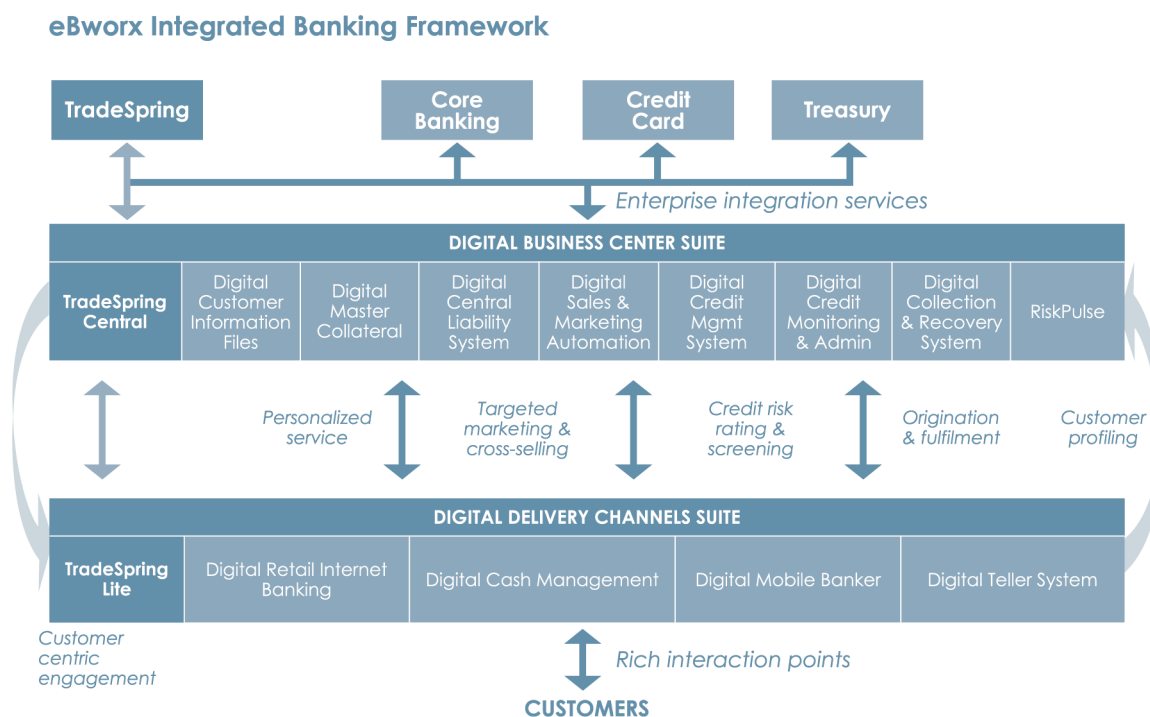 eBworx Integrated Banking Framework
TradeSpring
Core
Banking
Credit
Card
Treasury
Enterprise integration services
DIGITAL BUSINESS CENTER SUITE
TradeSpring
Central
Digital
Customer
Information
Files
Digital
Master
Collateral
Digital
Central
Liability
System
Digital
Sales &
Marketing
Automation
Digital
Credit
Mgmt
System
Digital
Credit
Monitoring
& Admin
Digital
Collection
& Recovery
System
RiskPulse
Personalized
service
Targeted
marketing &
cross-selling
Credit risk
rating &
screening
Origination
& fulfilment
Customer
profiling
DIGITAL DELIVERY CHANNELS SUITE
TradeSpring
Lite
Digital Retail Internet
Banking
Digital Cash Management
Digital Mobile Banker
Digital Teller System
Customer
centric
engagement
Rich interaction points
CUSTOMERS